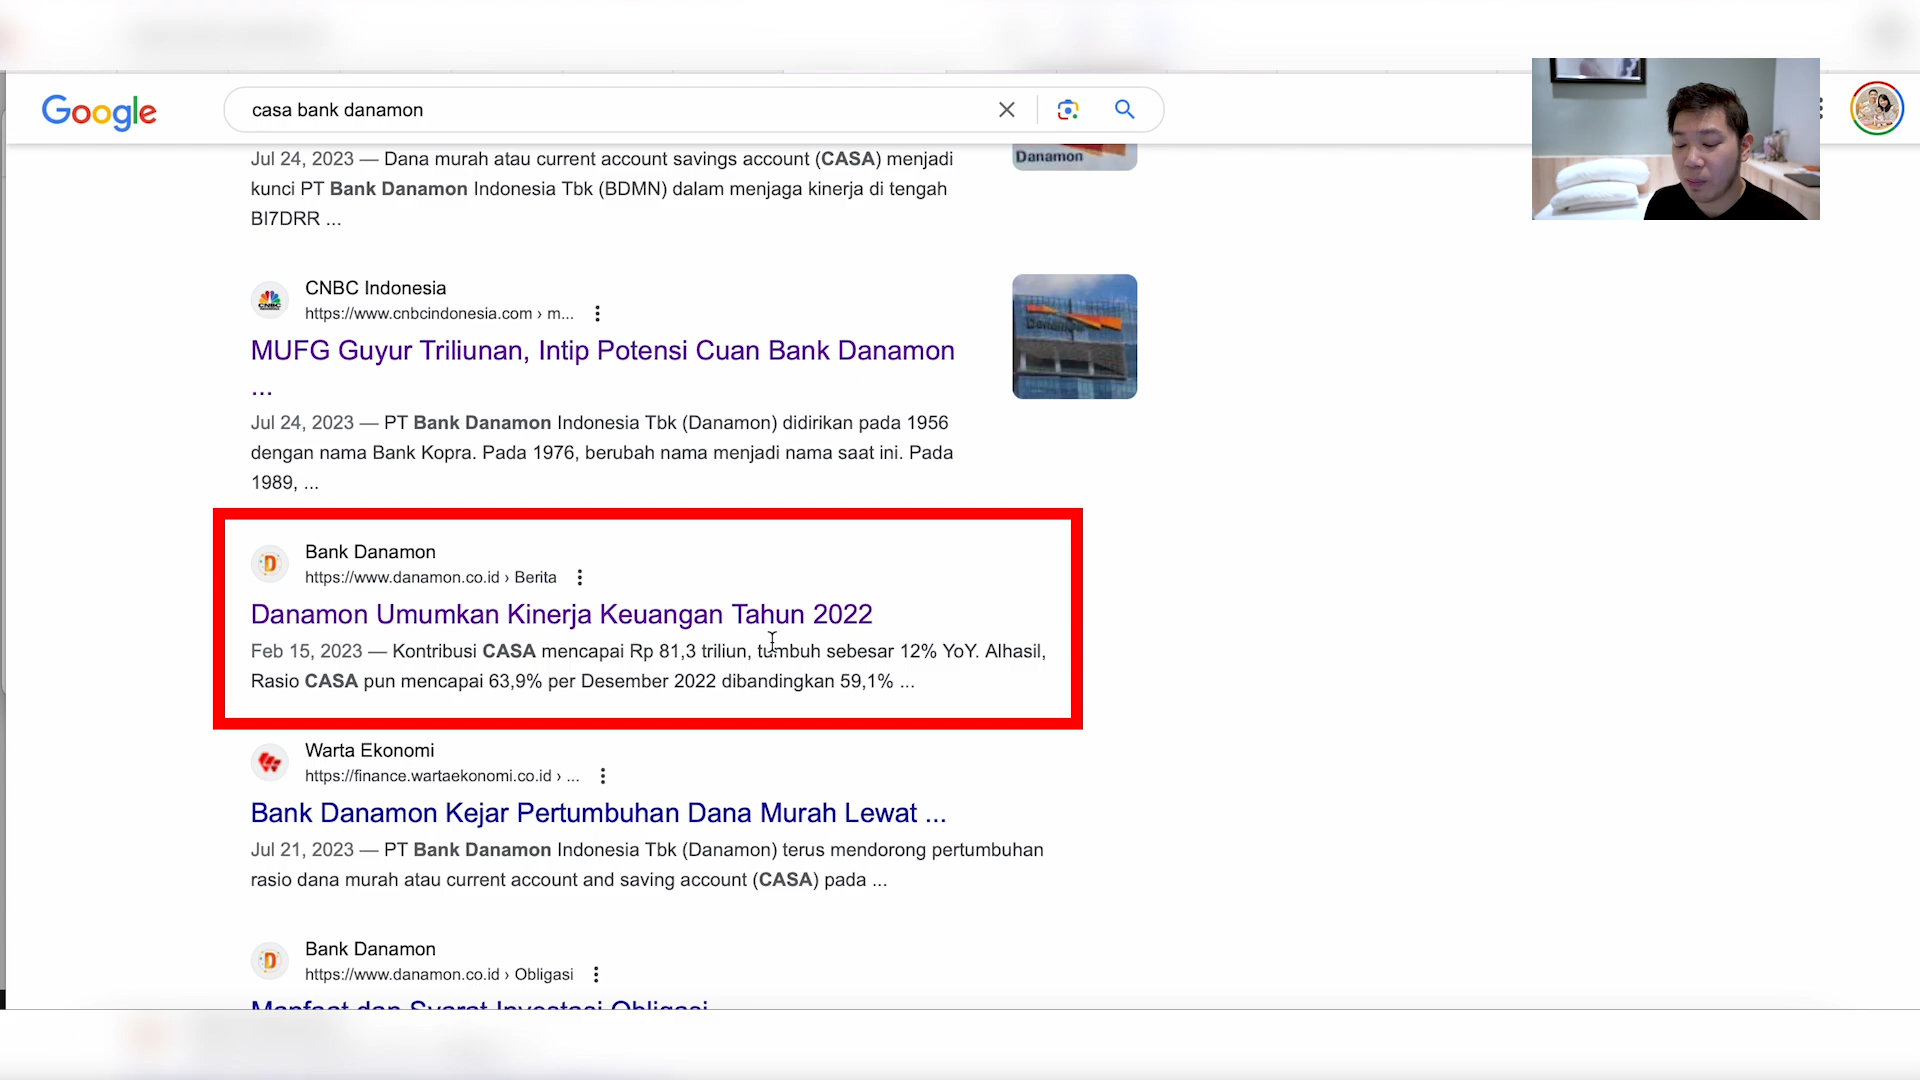 Google
casa bank danamon
Jul 24, 2023 — Dana murah atau current account savings account (CASA) menjadi
kunci PT Bank Danamon Indonesia Tbk (BDMN) dalam menjaga kinerja di tengah
BI7DRR ...
Danamon
CNBC Indonesia
https://www.cnbcindonesia.com › m...
MUFG Guyur Triliunan, Intip Potensi Cuan Bank Danamon
...
Jul 24, 2023 — PT Bank Danamon Indonesia Tbk (Danamon) didirikan pada 1956
dengan nama Bank Kopra. Pada 1976, berubah nama menjadi nama saat ini. Pada
1989, ...
Danamon
Bank Danamon
https://www.danamon.co.id › Berita
Danamon Umumkan Kinerja Keuangan Tahun 2022
Feb 15, 2023 — Kontribusi CASA mencapai Rp 81,3 triliun, tumbuh sebesar 12% YoY. Alhasil,
Rasio CASA pun mencapai 63,9% per Desember 2022 dibandingkan 59,1% ...
Warta Ekonomi
https://finance.wartaekonomi.co.id › ...
Bank Danamon Kejar Pertumbuhan Dana Murah Lewat ...
Jul 21, 2023 — PT Bank Danamon Indonesia Tbk (Danamon) terus mendorong pertumbuhan
rasio dana murah atau current account and saving account (CASA) pada ...
Bank Danamon
https://www.danamon.co.id › Obligasi
Manfaat dan Syarat Investasi Obligasi